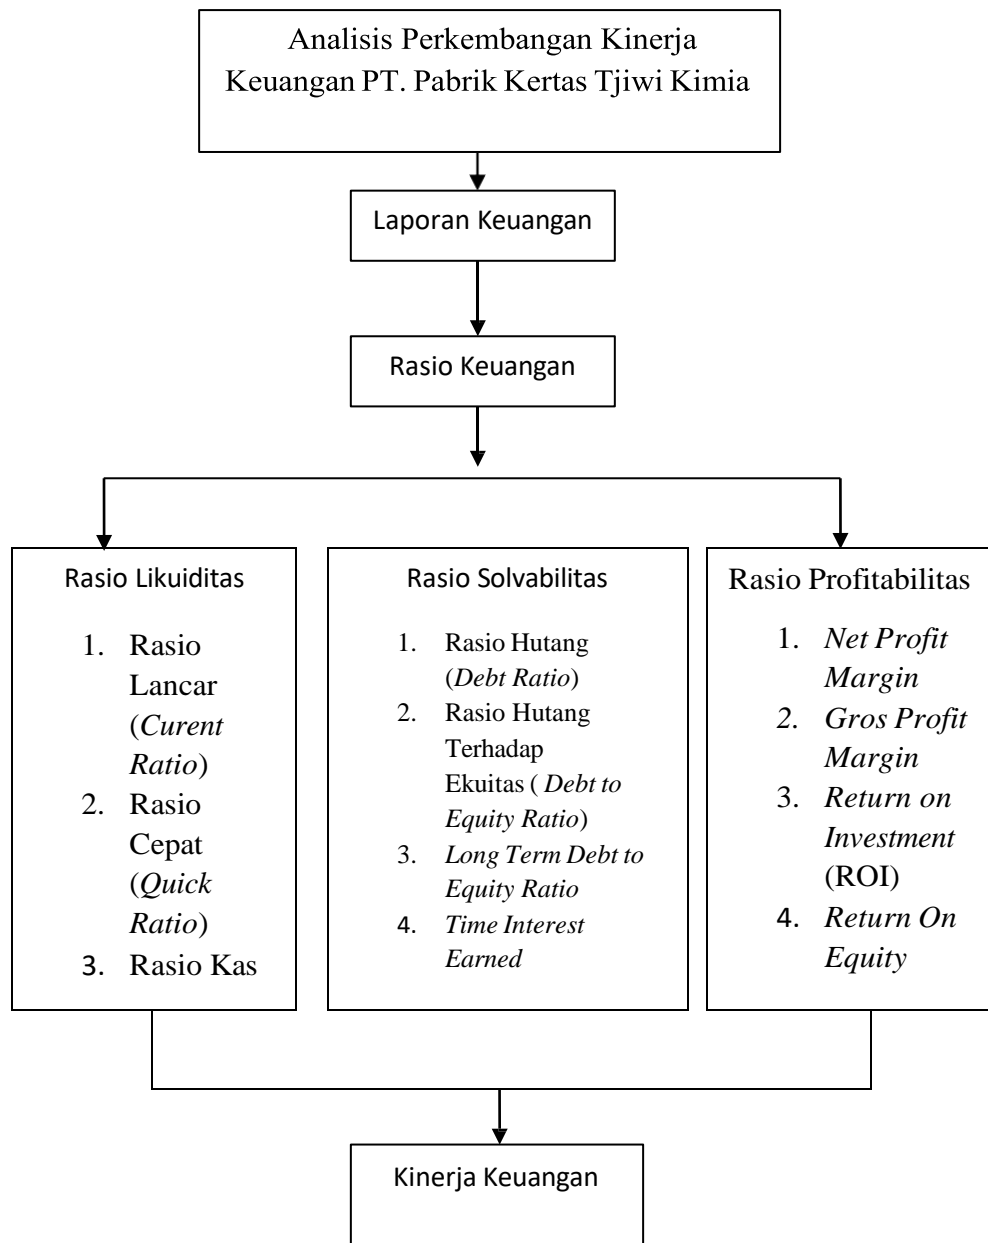 Analisis Perkembangan Kinerja
Keuangan PT. Pabrik Kertas Tjiwi Kimia
Laporan Keuangan
Rasio Keuangan
Rasio Likuiditas
1. Rasio
Lancar
(Curent
Ratio)
2. Rasio
Cepat
(Quick
Ratio)
3. Rasio Kas
Rasio Solvabilitas
1. Rasio Hutang
(Debt Ratio)
2. Rasio Hutang
Terhadap
Ekuitas ( Debt to
Equity Ratio)
3. Long Term Debt to
Equity Ratio
4. Time Interest
Earned
Rasio Profitabilitas
1. Net Profit
Margin
2. Gros Profit
Margin
3. Return on
Investment
(ROI)
4. Return On
Equity
Kinerja Keuangan